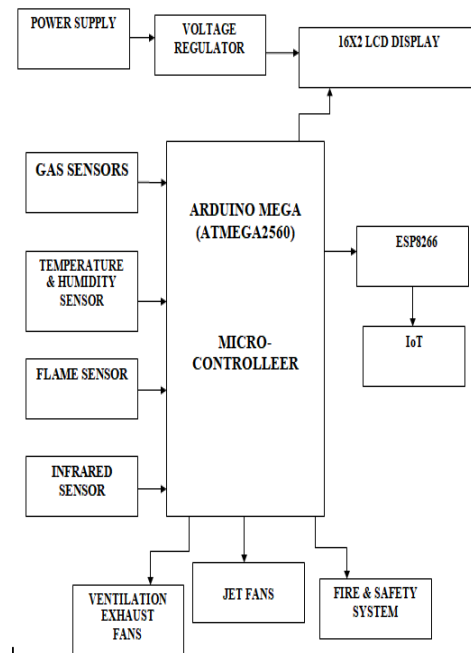 POWER SUPPLY
VOLTAGE
REGULATOR
16X2 LCD DISPLAY
GAS SENSORS
ARDUINO MEGA
(ATMEGA2560)
MICRO-
CONTROLLEER
ESP8266
IoT
TEMPERATURE
& HUMIDITY
SENSOR
FLAME SENSOR
INFRARED
SENSOR
VENTILATION
EXHAUST
FANS
JET FANS
FIRE & SAFETY
SYSTEM